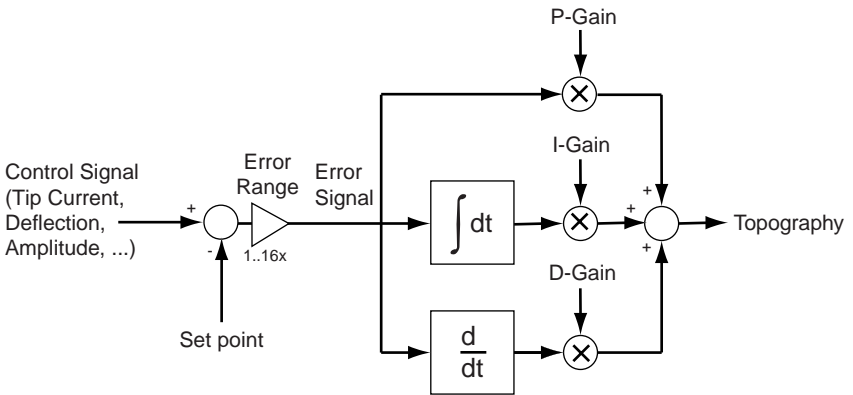 P-Gain
×
I-Gain
Control Signal
(Tip Current,
Deflection,
Amplitude, ...)
+
-
Error
Range
1..16x
Error
Signal
∫ dt
×
+
+
+
Topography
D-Gain
Set point
d
dt
×